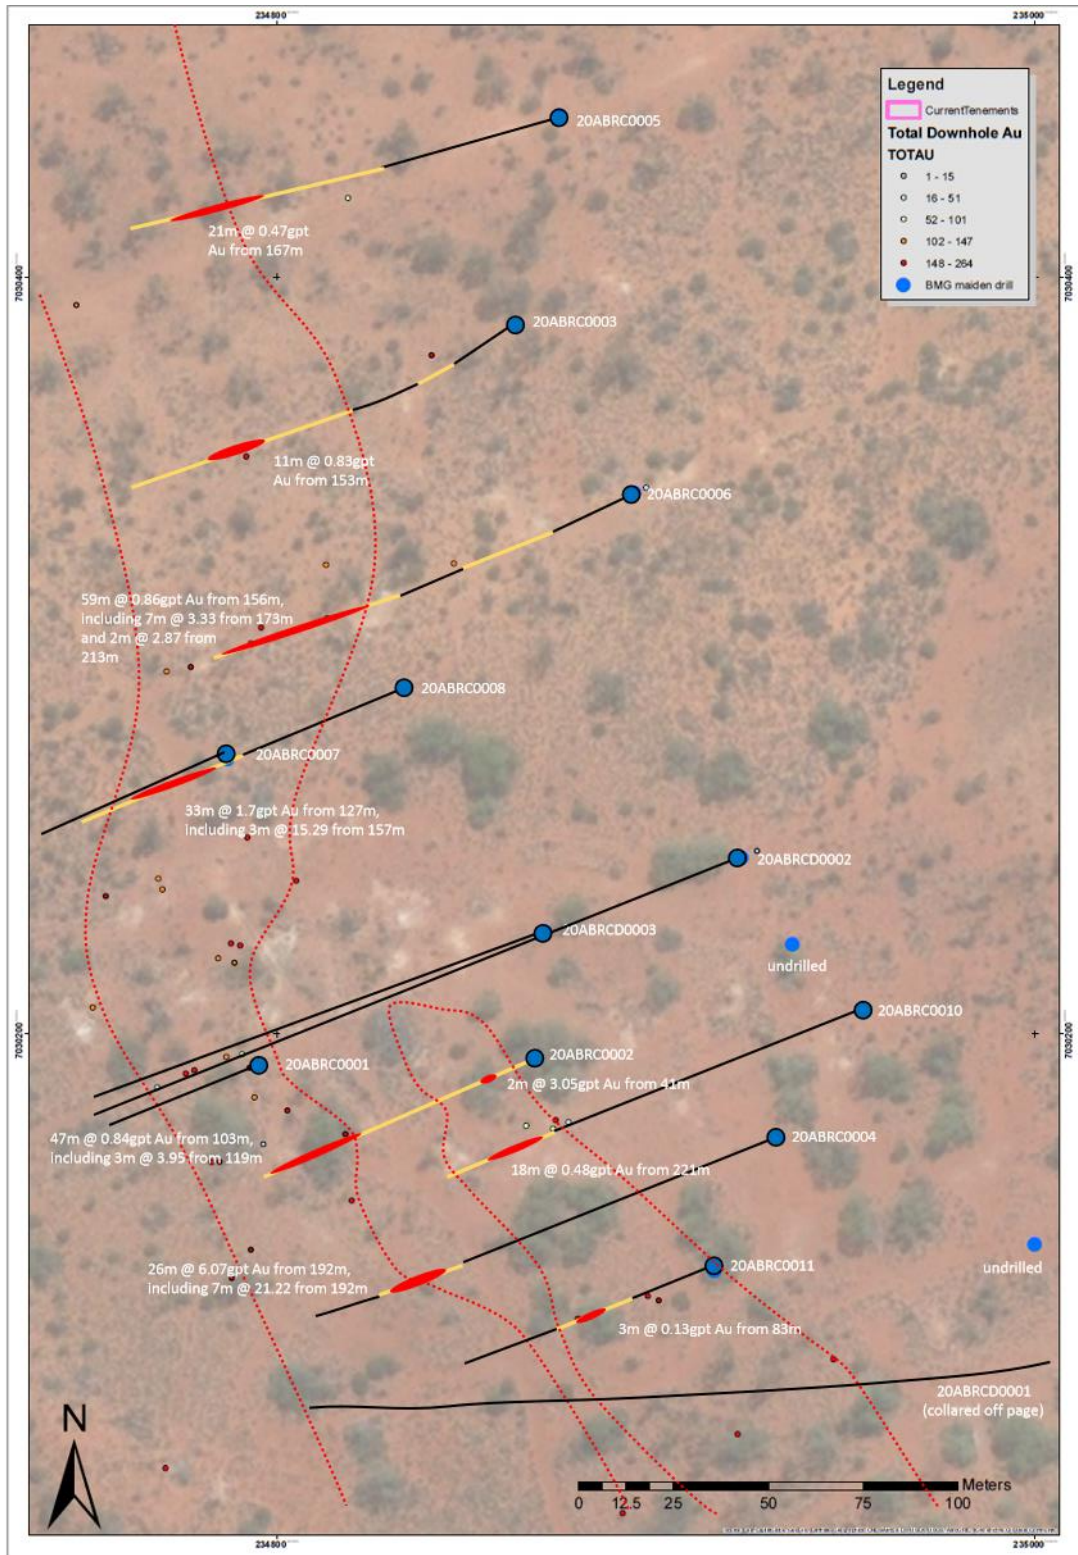 234800
235000
Legend
CurrentTenements
Total Downhole Au
TOTAU
1 - 15
16 - 51
52 - 101
102 - 147
148 - 264
BMG maiden drill
20ABRC0005
21m @ 0.47gpt
Au from 167m
7030400
7030400
20ABRC0003
11m @ 0.83gpt
Au from 153m
20ABRC0006
59m @ 0.86gpt Au from 156m,
including 7m @ 3.33 from 173m
and 2m @ 2.87 from
213m
20ABRC0008
20ABRC0007
33m @ 1.7gpt Au from 127m,
including 3m @ 15.29 from 157m
20ABRCD0002
20ABRCD0003
undrilled
20ABRC0010
7030200
7030200
20ABRC0002
20ABRC0001
2m @ 3.05gpt Au from 41m
47m @ 0.84gpt Au from 103m,
including 3m @ 3.95 from 119m
20ABRC0004
18m @ 0.48gpt Au from 221m
26m @ 6.07gpt Au from 192m,
including 7m @ 21.22 from 192m
20ABRC0011
undrilled
3m @ 0.13gpt Au from 83m
20ABRCD0001
(collared off page)
N
Meters
0 12.5 25 50 75 100
234800
235000